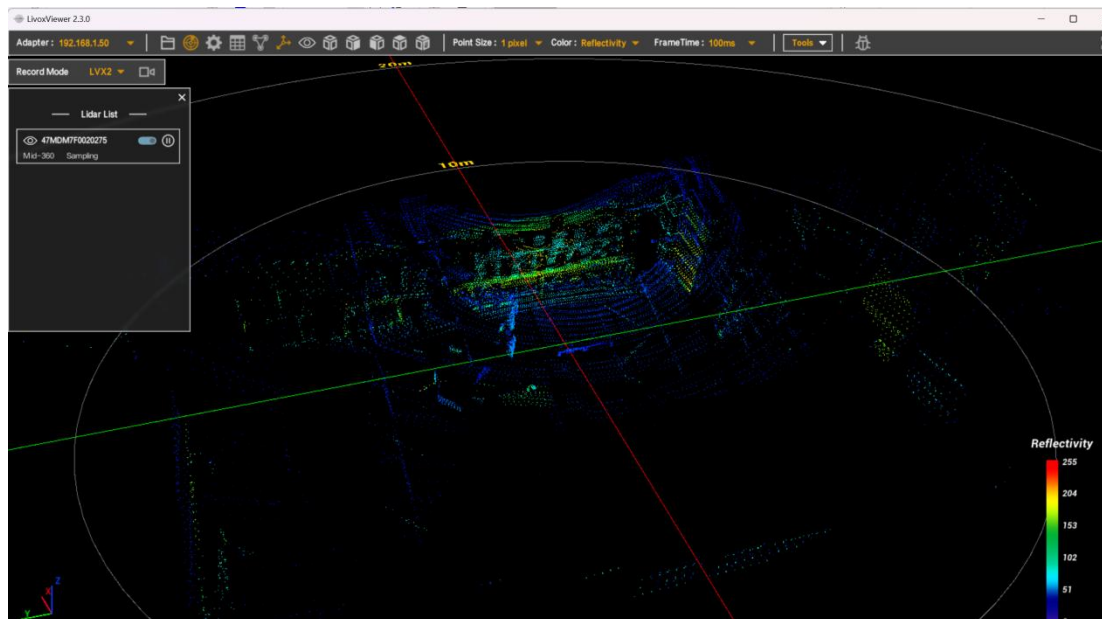 LivoxViewer 2.3.0
Adapter : 192.168.1.50 Point Size : 1 pixel Color : Reflectivity FrameTime : 100ms Tools
Record Mode LVX2
Lidar List
47MDM7F0020275
Mid-360 Sampling
20m
10m
Reflectivity
255
204
153
102
51
Z
X
Y